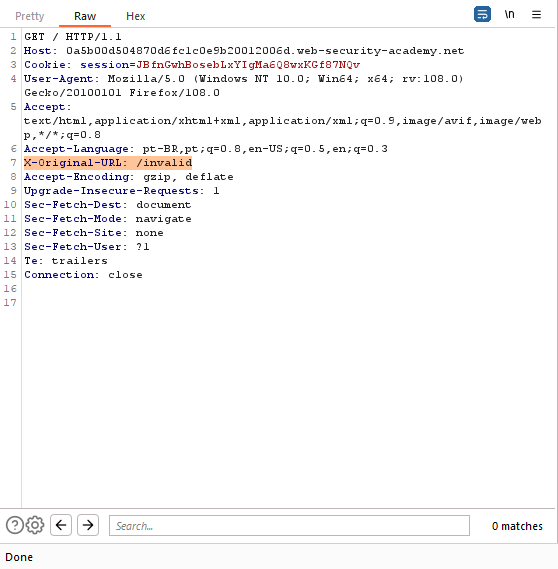 Pretty Raw Hex \n
1 GET / HTTP/1.1
2 Host: 0a5b00d504870d6fc1c0e9b20012006d.web-security-academy.net
3 Cookie: session=JBfnGwhBosebLxYIgMa6Q8wxKGf87NQv
4 User-Agent: Mozilla/5.0 (Windows NT 10.0; Win64; x64; rv:108.0)
Gecko/20100101 Firefox/108.0
5 Accept:
text/html,application/xhtml+xml,application/xml;q=0.9,image/avif,image/web
p,*/*;q=0.8
6 Accept-Language: pt-BR,pt;q=0.8,en-US;q=0.5,en;q=0.3
7 X-Original-URL: /invalid
8 Accept-Encoding: gzip, deflate
9 Upgrade-Insecure-Requests: 1
10 Sec-Fetch-Dest: document
11 Sec-Fetch-Mode: navigate
12 Sec-Fetch-Site: none
13 Sec-Fetch-User: ?1
14 Te: trailers
15 Connection: close
16
17
Search... 0 matches
Done